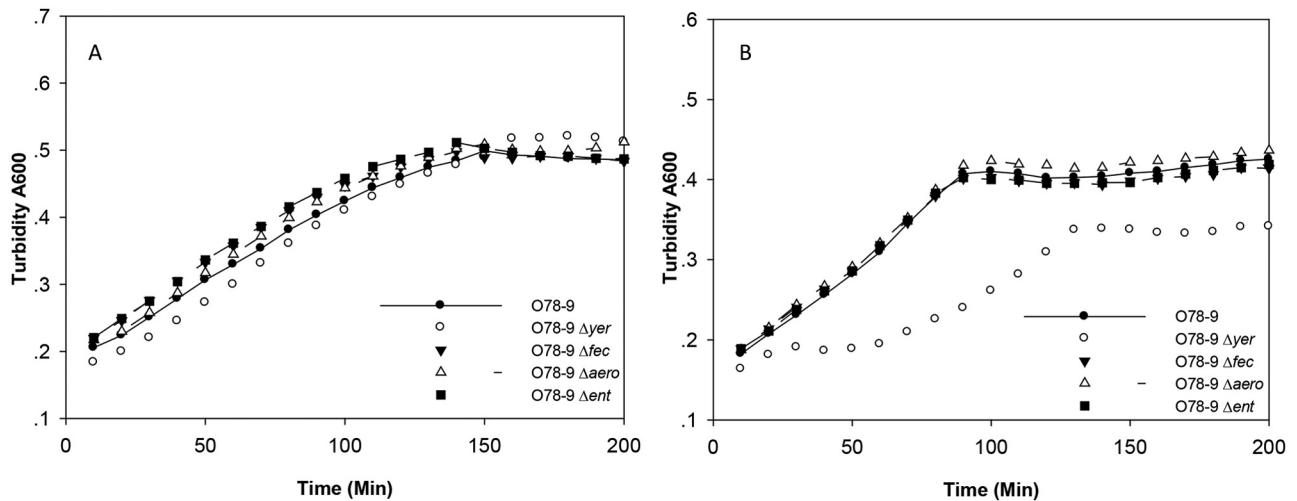 A
.7
.6
.5
.4
.3
.2
.1
0
50
100
150
200
Turbidity A600
Time (Min)
O78-9
O78-9 Δyer
O78-9 Δfec
O78-9 Δaero
O78-9 Δent
B
.6
.5
.4
.3
.2
.1
0
50
100
150
200
Turbidity A600
Time (Min)
O78-9
O78-9 Δyer
O78-9 Δfec
O78-9 Δaero
O78-9 Δent